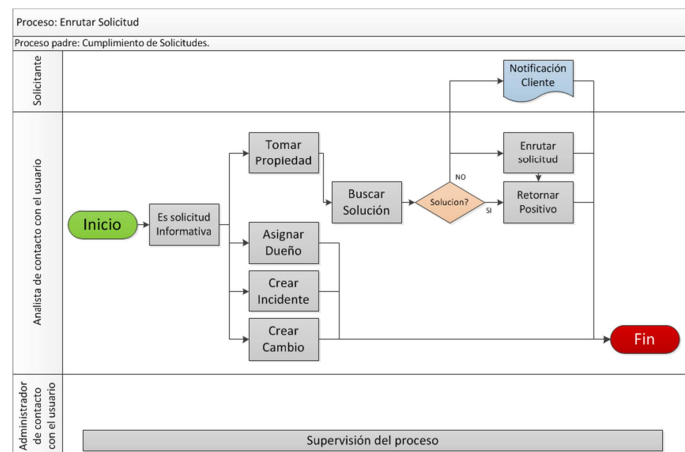 Proceso: Enrutar Solicitud
Proceso padre: Cumplimiento de Solicitudes.
Solicitante
Notificación
Cliente
Analista de contacto con el usuario
Inicio
Es solicitud
Informativa
Tomar
Propiedad
Asignar
Dueño
Crear
Incidente
Crear
Cambio
Buscar
Solución
Solucion?
NO
SI
Enrutar
solicitud
Retornar
Positivo
Fin
Administrador
de contacto
con el usuario
Supervisión del proceso